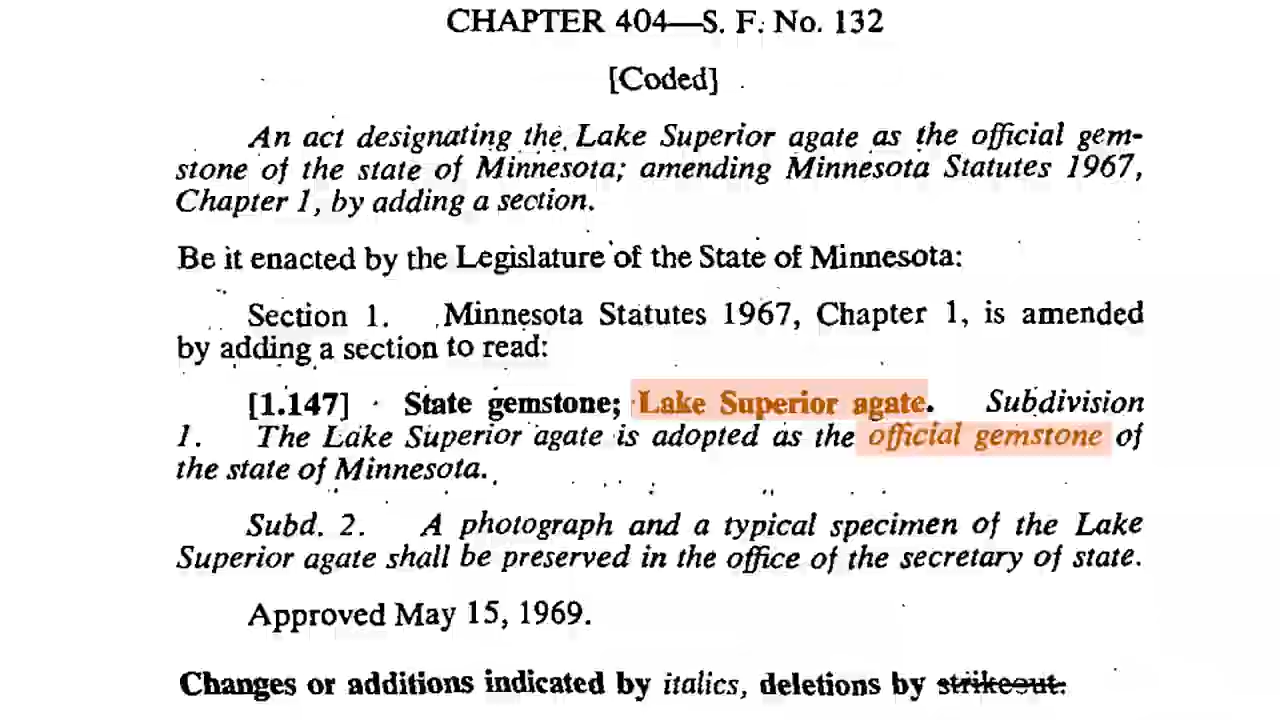 CHAPTER 404—S. F. No. 132
[Coded]
An act designating the Lake Superior agate as the official gem-
stone of the state of Minnesota; amending Minnesota Statutes 1967,
Chapter 1, by adding a section.
Be it enacted by the Legislature of the State of Minnesota:
Section 1. Minnesota Statutes 1967, Chapter 1, is amended
by adding a section to read:
[1.147] State gemstone; Lake Superior agate. Subdivision
1. The Lake Superior agate is adopted as the official gemstone of
the state of Minnesota.
Subd. 2. A photograph and a typical specimen of the Lake
Superior agate shall be preserved in the office of the secretary of state.
Approved May 15, 1969.
Changes or additions indicated by italics, deletions by strikeout.